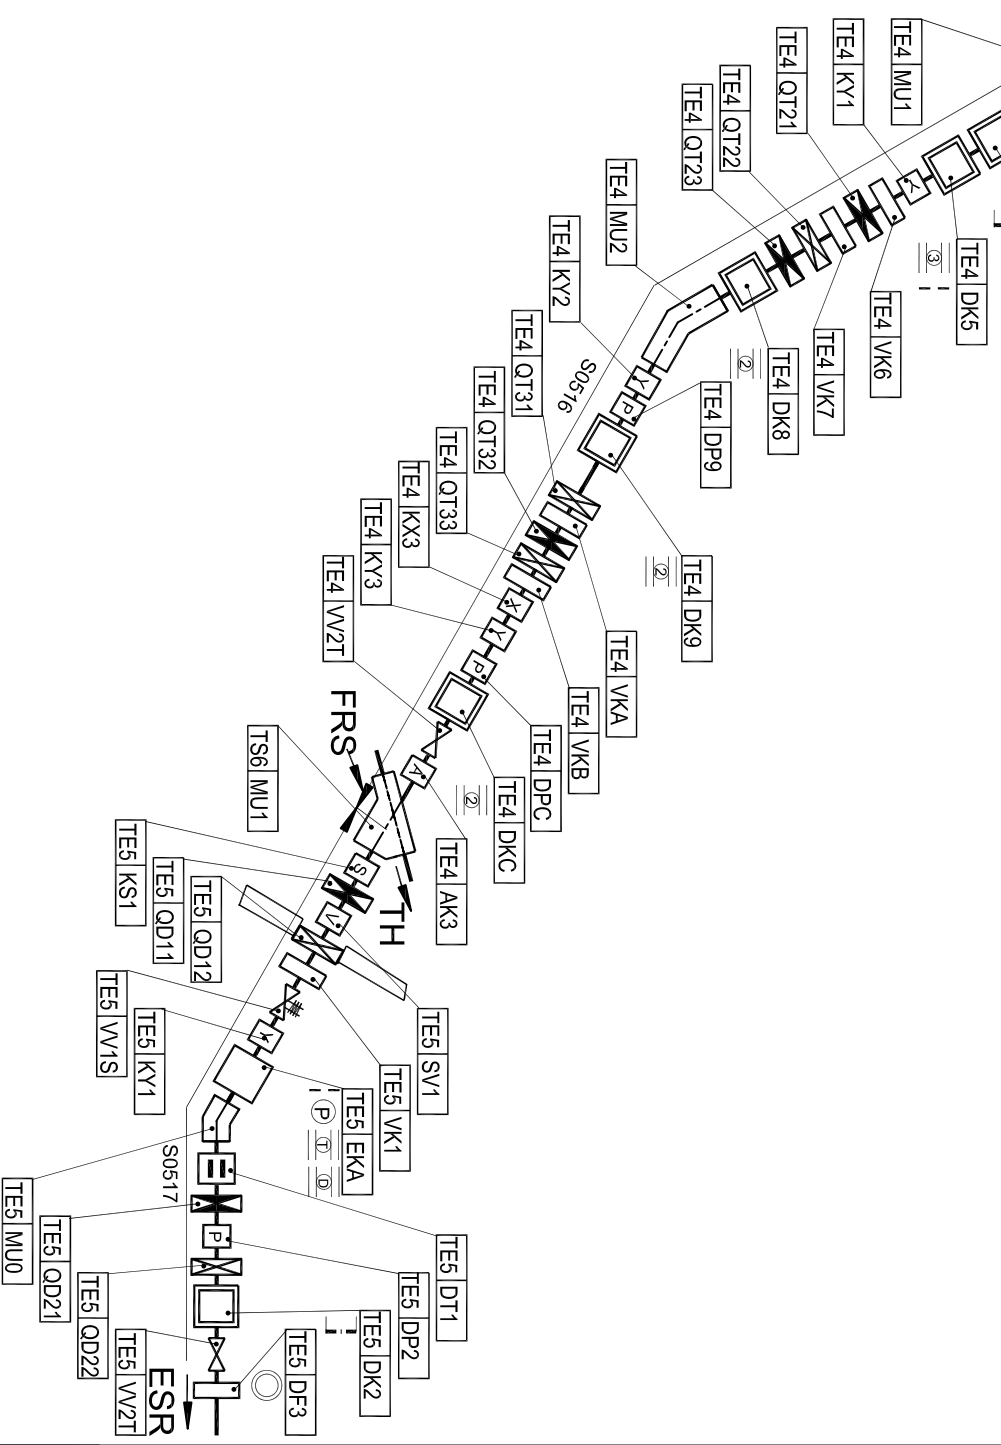 TE4 MU1
TE4 KY1
TE4 QT21
TE4 QT22
TE4 QT23
TE4 MU2
TE4 KY2
TE4 QT31
TE4 QT32
TE4 QT33
TE4 KX3
TE4 KY3
TE4 VV2T
FRS
TS6 MU1
TE5 KS1
TE5 QD11
TE5 QD12
TE5 VV1S
TE5 KY1
TE5 MU0
TE5 QD21
TE5 QD22
TE5 VV2T
ESR
Y
Y
P
S0516
X
Y
P
A
S
V
Y
S0517
P
TH
3
TE4 DK5
TE4 VK6
TE4 VK7
2
TE4 DK8
TE4 DP9
2
TE4 DK9
TE4 VKA
TE4 VKB
TE4 DPC
2
TE4 DKC
TE4 AK3
TE5 SV1
TE5 VK1
TE5 EKA
P
T
D
TE5 DT1
TE5 DP2
TE5 DK2
TE5 DF3